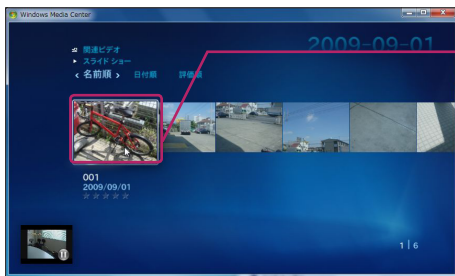 Windows Media Center
2009-09-01
関連ビデオ
スライド ショー
名前順
日付順
評価順
001
2009/09/01
1 | 6